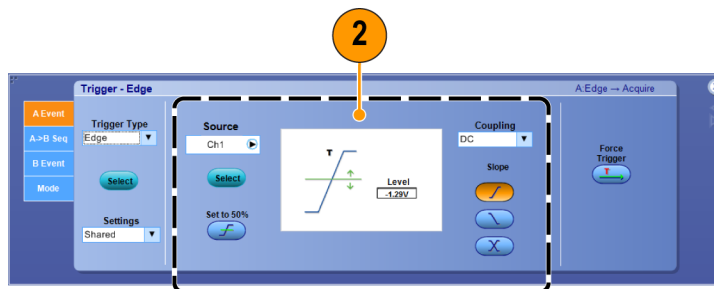 2
Trigger - Edge
A:Edge → Acquire
A Event
A->B Seq
B Event
Mode
Trigger Type
Edge
Select
Settings
Shared
Source
Ch1
Select
Set to 50%
T
Level
-1.29V
Coupling
DC
Slope
Force
Trigger
T